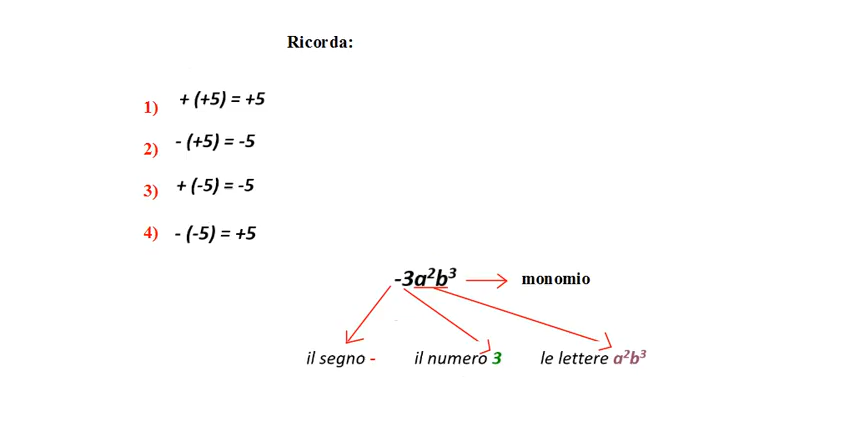 Ricorda:
1) + (+5) = +5
2) - (+5) = -5
3) + (-5) = -5
4) - (-5) = +5
-3a²b³ monomio
il segno - il numero 3 le lettere a²b³